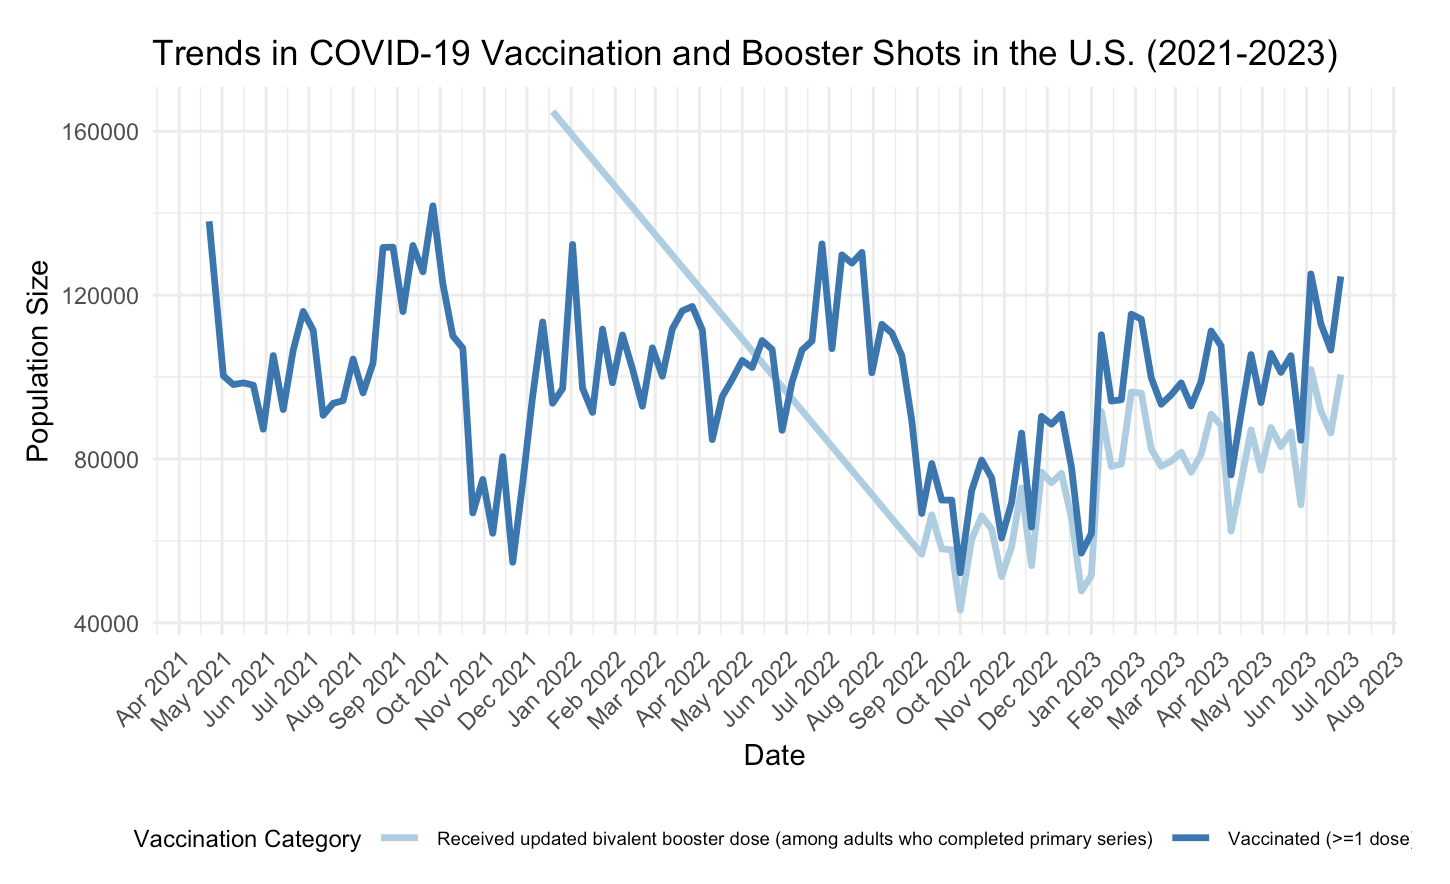 Trends in COVID-19 Vaccination and Booster Shots in the U.S. (2021-2023)
Population Size
160000
120000
80000
40000
Apr 2021
May 2021
Jun 2021
Jul 2021
Aug 2021
Sep 2021
Oct 2021
Nov 2021
Dec 2021
Jan 2022
Feb 2022
Mar 2022
Apr 2022
May 2022
Jun 2022
Jul 2022
Aug 2022
Sep 2022
Oct 2022
Nov 2022
Dec 2022
Jan 2023
Feb 2023
Mar 2023
Apr 2023
May 2023
Jun 2023
Jul 2023
Aug 2023
Date
Vaccination Category
Received updated bivalent booster dose (among adults who completed primary series)
Vaccinated (>=1 dose)